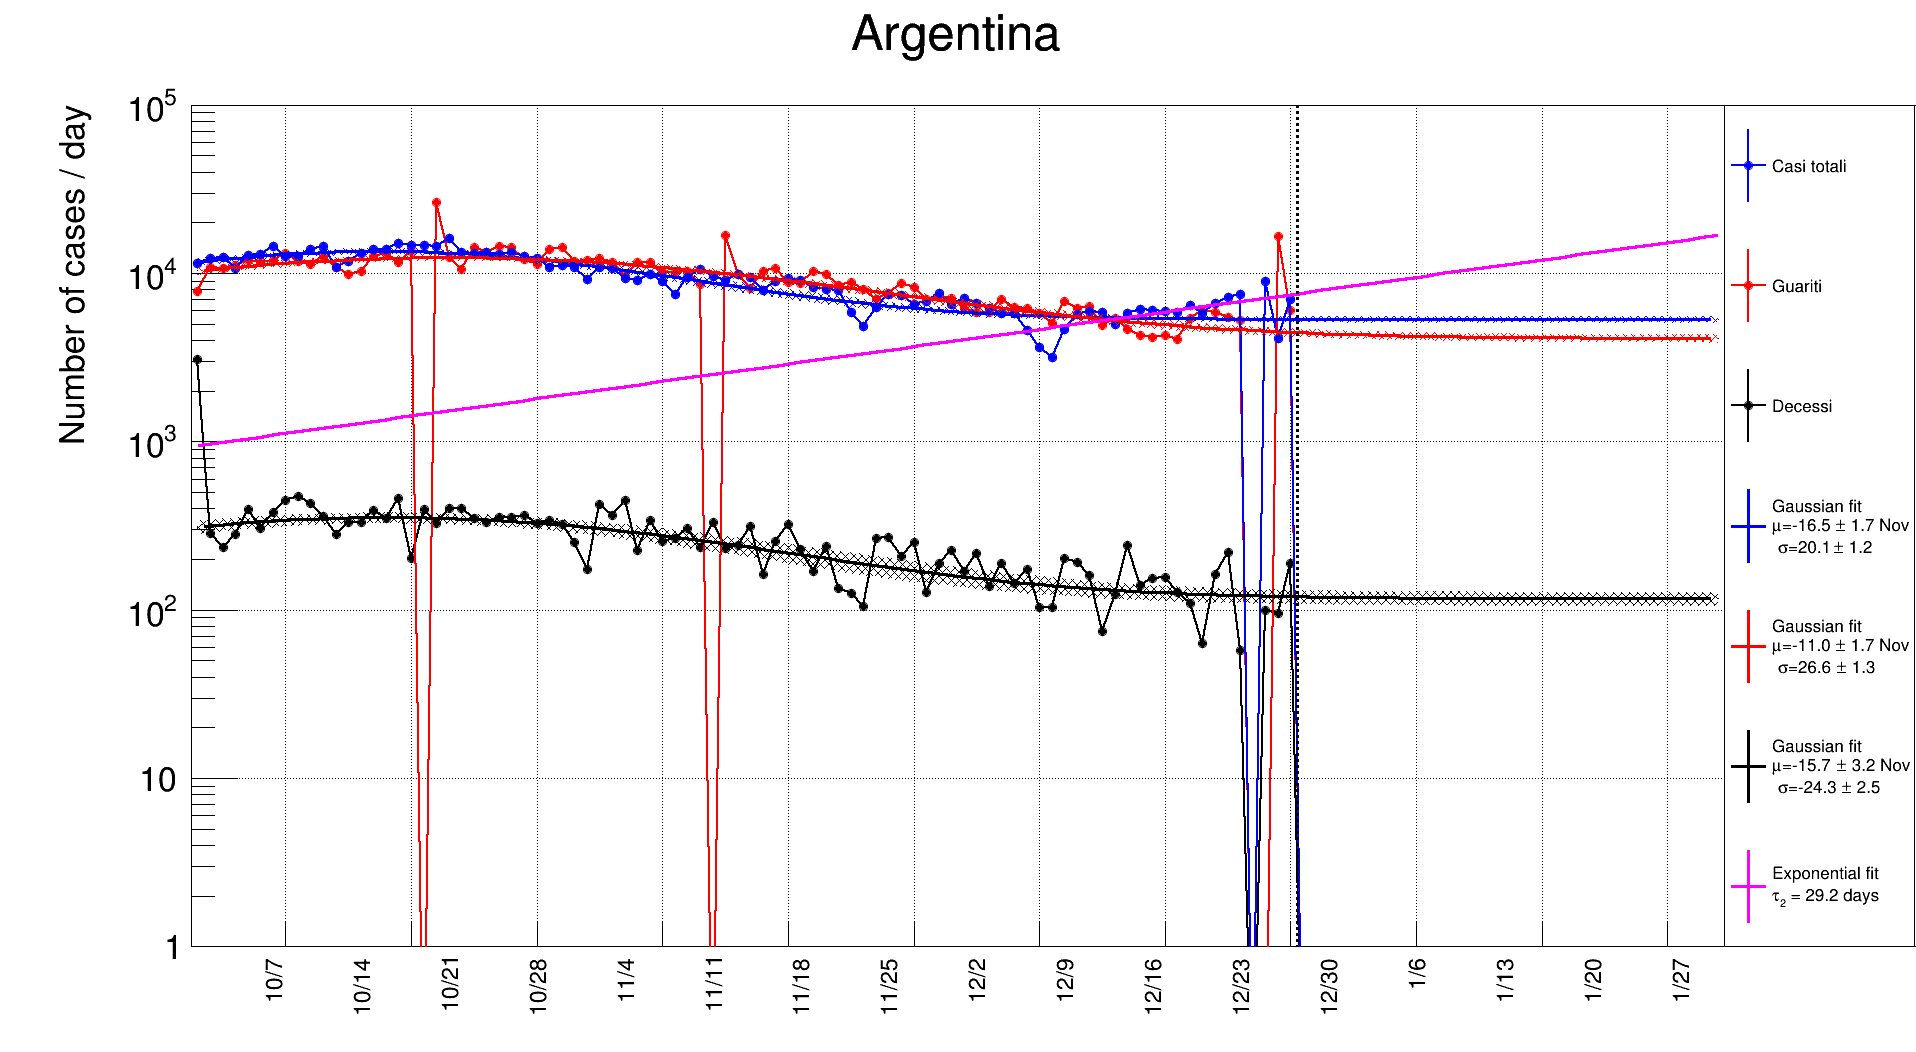 Argentina
Number of cases / day
10^5
10^4
10^3
10^2
10
1
10/7
10/14
10/21
10/28
11/4
11/11
11/18
11/25
12/2
12/9
12/16
12/23
12/30
1/6
1/13
1/20
1/27
Casi totali
Guariti
Decessi
Gaussian fit
μ=-16.5 ± 1.7 Nov
σ=20.1 ± 1.2
Gaussian fit
μ=-11.0 ± 1.7 Nov
σ=26.6 ± 1.3
Gaussian fit
μ=-15.7 ± 3.2 Nov
σ=-24.3 ± 2.5
Exponential fit
τ₂ = 29.2 days